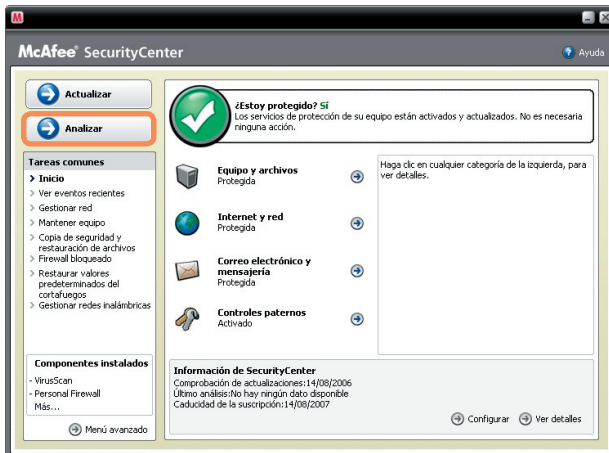 McAfee® SecurityCenter
Ayuda
Actualizar
Analizar
Tareas comunes
Inicio
Ver eventos recientes
Gestionar red
Mantener equipo
Copia de seguridad y
restauración de archivos
Firewall bloqueado
Restaurar valores
predeterminados del
cortafuegos
Gestionar redes inalámbricas
Componentes instalados
- VirusScan
- Personal Firewall
Más...
Menú avanzado
¿Estoy protegido? Sí
Los servicios de protección de su equipo están activados y actualizados. No es necesaria
ninguna acción.
Equipo y archivos
Protegida
Internet y red
Protegida
Correo electrónico y
mensajería
Protegida
Controles paternos
Activado
Haga clic en cualquier categoría de la izquierda, para
ver detalles.
Información de SecurityCenter
Comprobación de actualizaciones:14/08/2006
Último análisis:No hay ningún dato disponible
Caducidad de la suscripción:14/08/2007
Configurar
Ver detalles